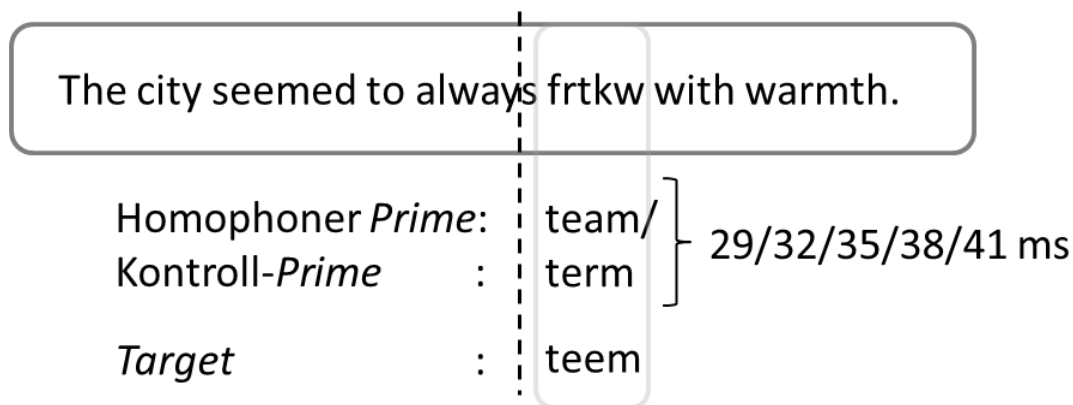 The city seemed to always frtkw with warmth.
Homophoner Prime: team/
Kontroll-Prime : term
29/32/35/38/41 ms
Target : teem